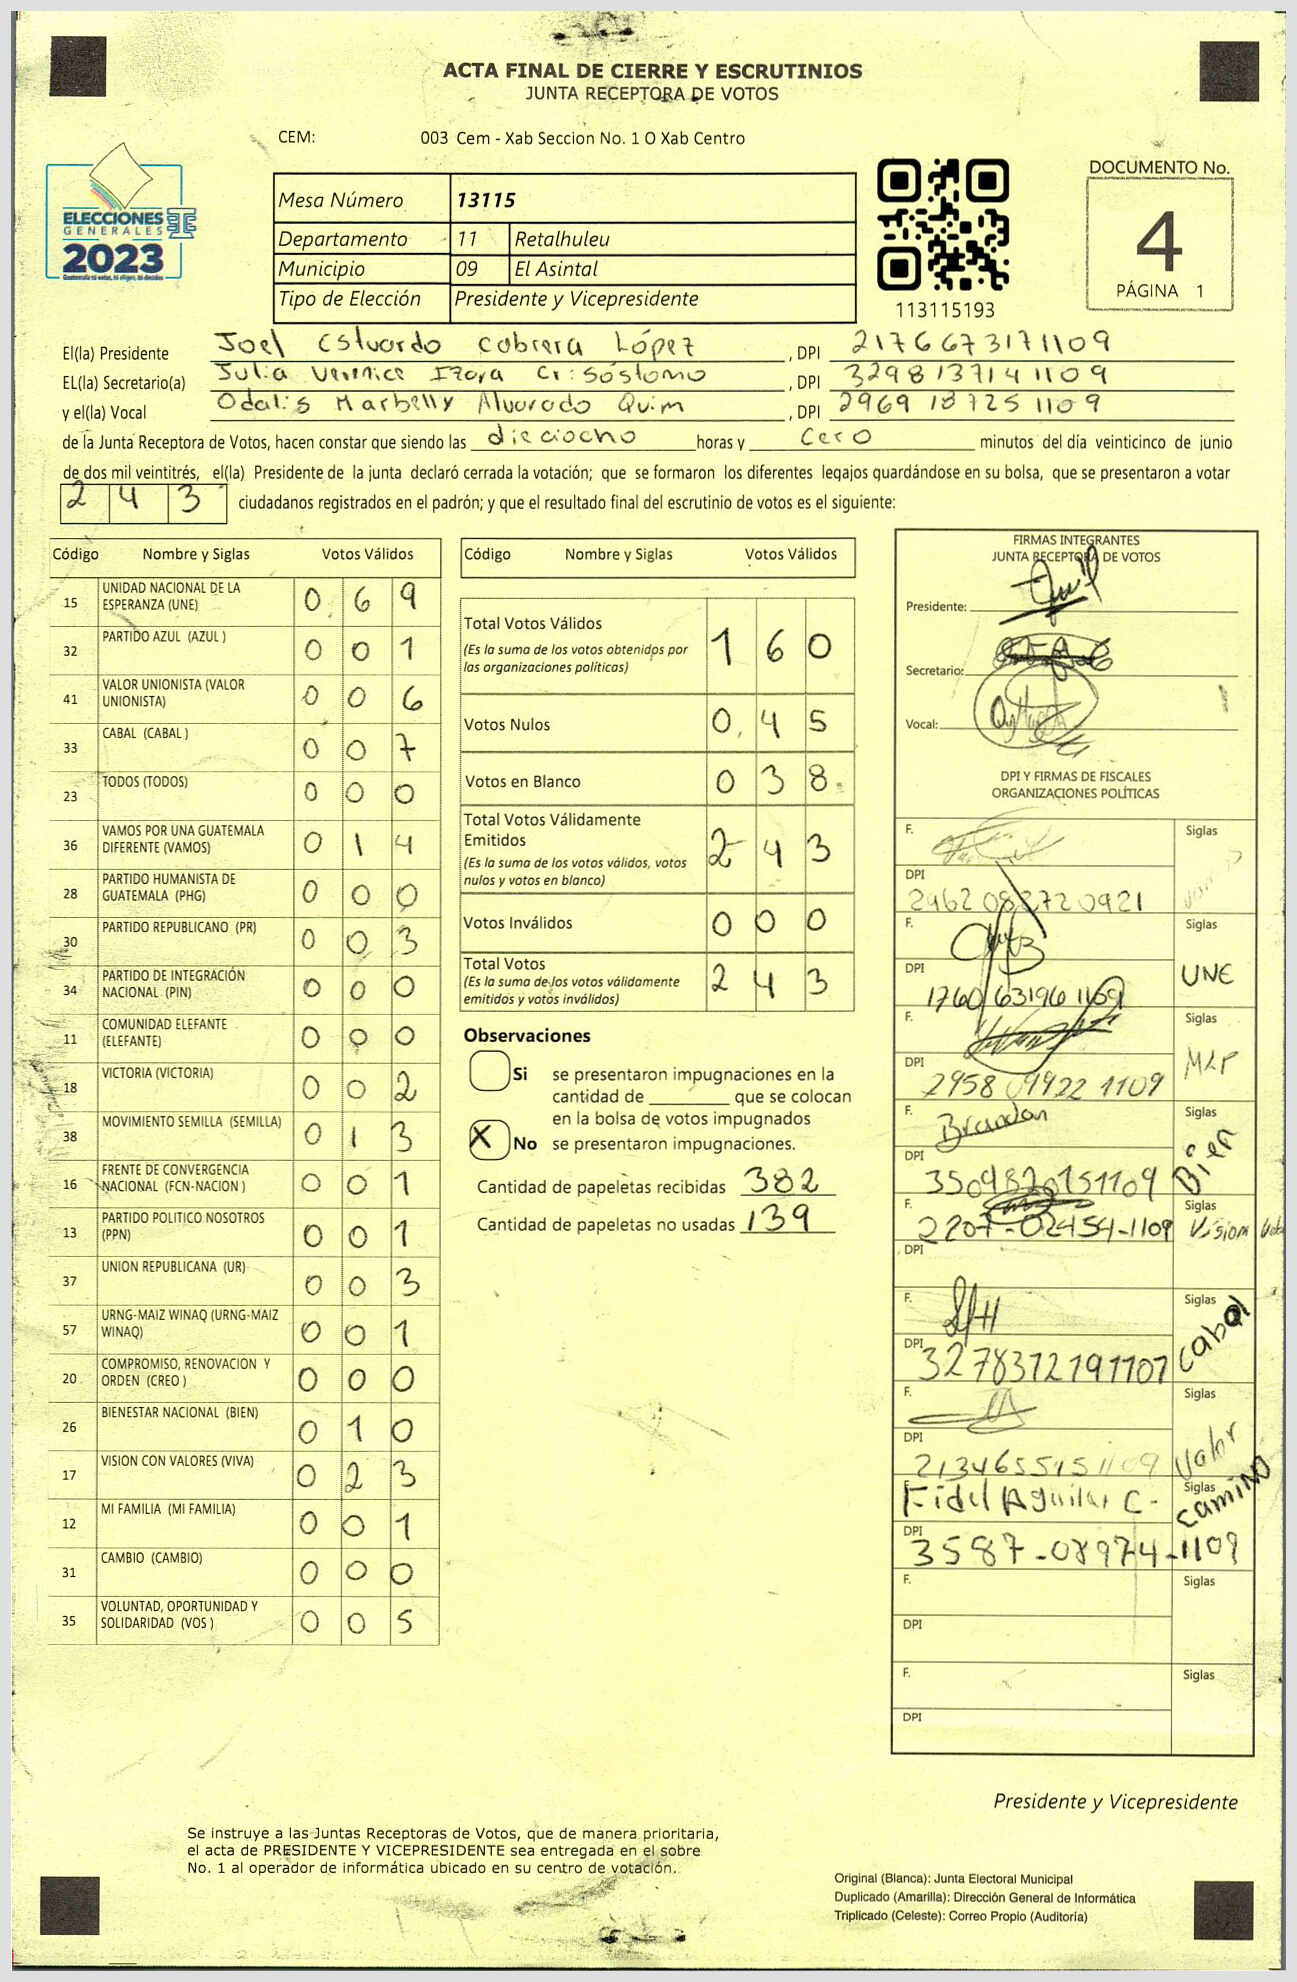 ACTA FINAL DE CIERRE Y ESCRUTINIOS
JUNTA RECEPTORA DE VOTOS
CEM: 003 Cem - Xab Seccion No. 1 O Xab Centro
ELECCIONES
GENERALES
2023
Mesa Número 13115
Departamento 11 Retalhuleu
Municipio 09 El Asintal
Tipo de Elección Presidente y Vicepresidente
113115193
DOCUMENTO No.
4
PÁGINA 1
El(la) Presidente Joel Estuardo Cabrera López , DPI 2176673171109
EL(la) Secretario(a) Julia Crisóstomo , DPI 3298137141109
y el(la) Vocal Odalis Marbelly Alvarado Quim , DPI 2969187251109
de la Junta Receptora de Votos, hacen constar que siendo las dieciocho horas y cero minutos del día veinticinco de junio
de dos mil veintitrés, el(la) Presidente de la junta declaró cerrada la votación; que se formaron los diferentes legajos guardándose en su bolsa, que se presentaron a votar
243 ciudadanos registrados en el padrón; y que el resultado final del escrutinio de votos es el siguiente:
Código Nombre y Siglas Votos Válidos
15 UNIDAD NACIONAL DE LA ESPERANZA (UNE) 0 6 9
32 PARTIDO AZUL (AZUL ) 0 0 1
41 VALOR UNIONISTA (VALOR UNIONISTA) 0 0 6
33 CABAL (CABAL ) 0 0 7
23 TODOS (TODOS) 0 0 0
36 VAMOS POR UNA GUATEMALA DIFERENTE (VAMOS) 0 1 4
28 PARTIDO HUMANISTA DE GUATEMALA (PHG) 0 0 0
30 PARTIDO REPUBLICANO (PR) 0 0 3
34 PARTIDO DE INTEGRACIÓN NACIONAL (PIN) 0 0 0
11 COMUNIDAD ELEFANTE (ELEFANTE) 0 0 0
18 VICTORIA (VICTORIA) 0 0 2
38 MOVIMIENTO SEMILLA (SEMILLA) 0 1 3
16 FRENTE DE CONVERGENCIA NACIONAL (FCN-NACION ) 0 0 1
13 PARTIDO POLITICO NOSOTROS (PPN) 0 0 1
37 UNION REPUBLICANA (UR) 0 0 3
57 URNG-MAIZ WINAQ (URNG-MAIZ WINAQ) 0 0 1
20 COMPROMISO, RENOVACION Y ORDEN (CREO ) 0 0 0
26 BIENESTAR NACIONAL (BIEN) 0 1 0
17 VISION CON VALORES (VIVA) 0 2 3
12 MI FAMILIA (MI FAMILIA) 0 0 1
31 CAMBIO (CAMBIO) 0 0 0
35 VOLUNTAD, OPORTUNIDAD Y SOLIDARIDAD (VOS ) 0 0 5
Código Nombre y Siglas Votos Válidos
Total Votos Válidos 1 6 0
(Es la suma de los votos obtenidos por
las organizaciones políticas)
Votos Nulos 0 4 5
Votos en Blanco 0 3 8
Total Votos Válidamente
Emitidos 2 4 3
(Es la suma de los votos válidos, votos
nulos y votos en blanco)
Votos Inválidos 0 0 0
Total Votos 2 4 3
(Es la suma de los votos válidamente
emitidos y votos inválidos)
Observaciones
Si se presentaron impugnaciones en la
cantidad de ________ que se colocan
en la bolsa de votos impugnados
X No se presentaron impugnaciones.
Cantidad de papeletas recibidas 382
Cantidad de papeletas no usadas 139
FIRMAS INTEGRANTES
JUNTA RECEPTORA DE VOTOS
Presidente:
Secretario:
Vocal:
DPI Y FIRMAS DE FISCALES
ORGANIZACIONES POLÍTICAS
F. Siglas
DPI 2962088720921
F. Siglas UNE
DPI 1760631961109
F. Siglas MLP
DPI 2958099221109
F. Brandon Siglas Bien
DPI 3509820151109
F. Siglas Vision
2207-02454-1109
DPI
F. Siglas Cabal
DPI 3278372191107
F. Siglas Valor
DPI 2134655151109
F. Fidel Aguilar C. Siglas camino
DPI 3587-08974-1109
F. Siglas
DPI
F. Siglas
DPI
Presidente y Vicepresidente
Se instruye a las Juntas Receptoras de Votos, que de manera prioritaria,
el acta de PRESIDENTE Y VICEPRESIDENTE sea entregada en el sobre
No. 1 al operador de informática ubicado en su centro de votación.
Original (Blanca): Junta Electoral Municipal
Duplicado (Amarilla): Dirección General de Informática
Triplicado (Celeste): Correo Propio (Auditoría)